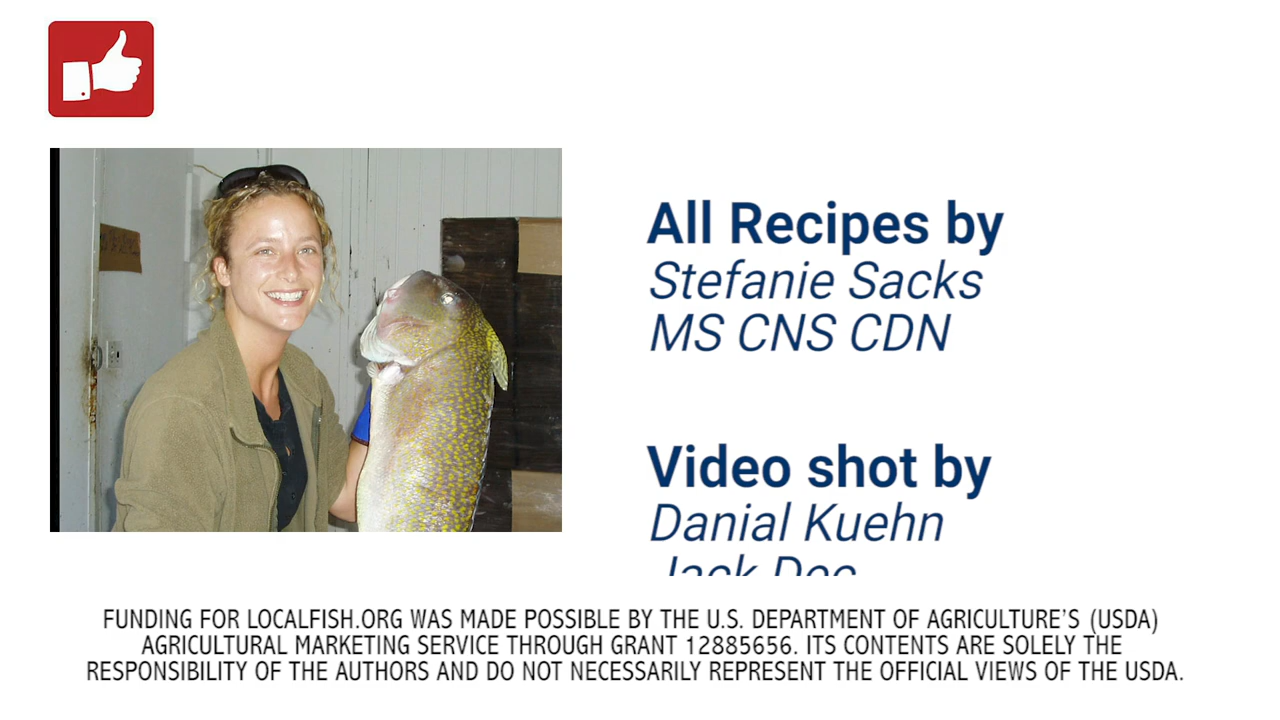 All Recipes by
Stefanie Sacks
MS CNS CDN
Video shot by
Danial Kuehn
Jack
FUNDING FOR LOCALFISH.ORG WAS MADE POSSIBLE BY THE U.S. DEPARTMENT OF AGRICULTURE'S (USDA)
AGRICULTURAL MARKETING SERVICE THROUGH GRANT 12885656. ITS CONTENTS ARE SOLELY THE
RESPONSIBILITY OF THE AUTHORS AND DO NOT NECESSARILY REPRESENT THE OFFICIAL VIEWS OF THE USDA.